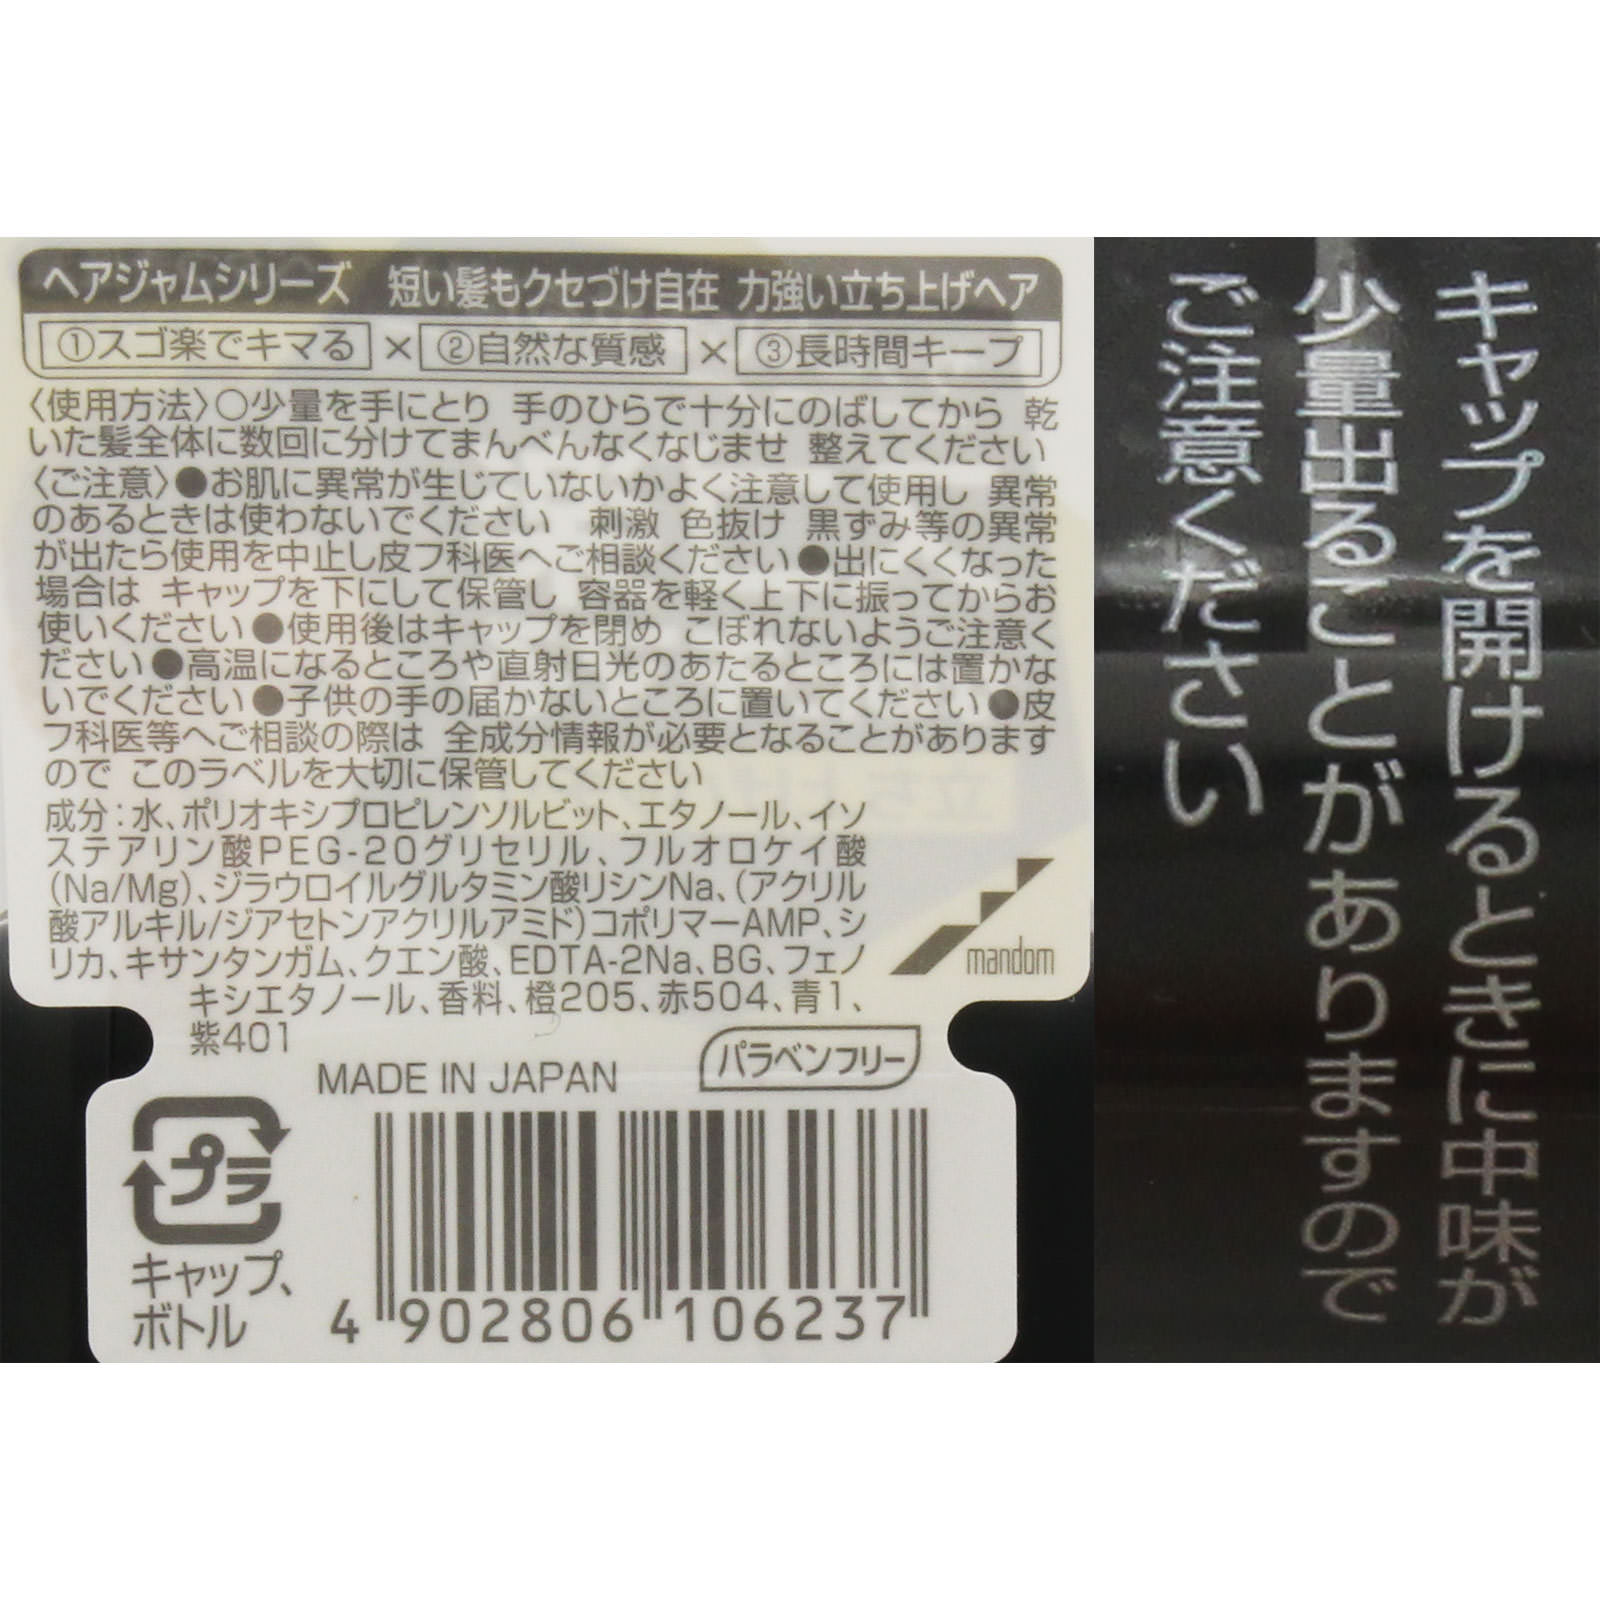 ヘアジャムシリーズ 短い髪もクセづけ自在 力強い立ち上げヘア
①スゴ楽でキマる × ②自然な質感 × ③長時間キープ
〈使用方法〉○少量を手にとり 手のひらで十分にのばしてから 乾
いた髪全体に数回に分けてまんべんなくなじませ 整えてください
〈ご注意〉●お肌に異常が生じていないかよく注意して使用し 異常
のあるときは使わないでください 刺激 色抜け 黒ずみ等の異常
が出たら使用を中止し皮フ科医へご相談ください●出にくくなった
場合は キャップを下にして保管し 容器を軽く上下に振ってからお
使いください●使用後はキャップを閉め こぼれないようご注意く
ださい●高温になるところや直射日光のあたるところには置かな
いでください●子供の手の届かないところに置いてください●皮
フ科医等へご相談の際は 全成分情報が必要となることがあります
ので このラベルを大切に保管してください
成分:水、ポリオキシプロピレンソルビット、エタノール、イソ
ステアリン酸PEG-20グリセリル、フルオロケイ酸
(Na/Mg)、ジラウロイルグルタミン酸リシンNa、(アクリル
酸アルキル/ジアセトンアクリルアミド)コポリマーAMP、シ
リカ、キサンタンガム、クエン酸、EDTA-2Na、BG、フェノ
キシエタノール、香料、橙205、赤504、青1、
紫401
mandom
MADE IN JAPAN
パラベンフリー
プラ
キャップ、
ボトル
4 902806 106237
キャップを開けるときに中味が
少量出ることがありますので
ご注意ください